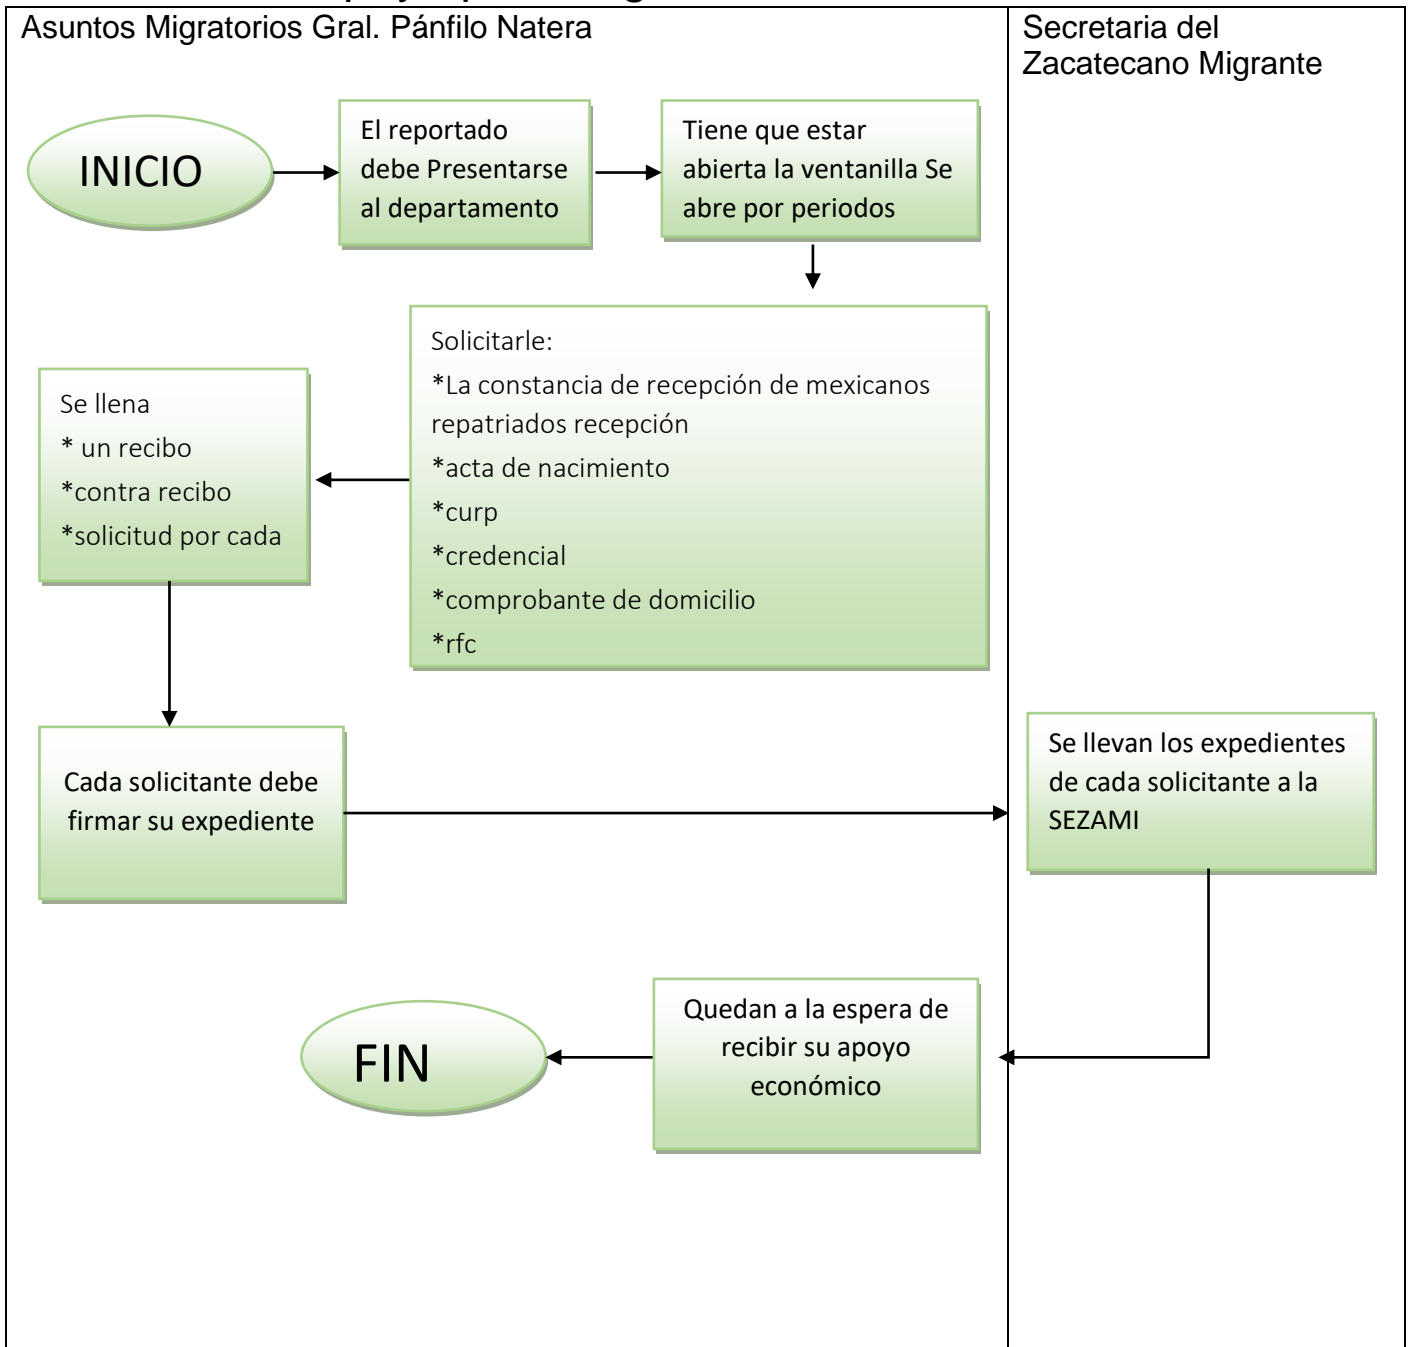 Asuntos Migratorios Gral. Pánfilo Natera
Secretaria del
Zacatecano Migrante
INICIO
El reportado
debe Presentarse
al departamento
Tiene que estar
abierta la ventanilla Se
abre por periodos
Solicitarle:
*La constancia de recepción de mexicanos
repatriados recepción
*acta de nacimiento
*curp
*credencial
*comprobante de domicilio
*rfc
Se llena
* un recibo
*contra recibo
*solicitud por cada
Cada solicitante debe
firmar su expediente
Se llevan los expedientes
de cada solicitante a la
SEZAMI
Quedan a la espera de
recibir su apoyo
económico
FIN